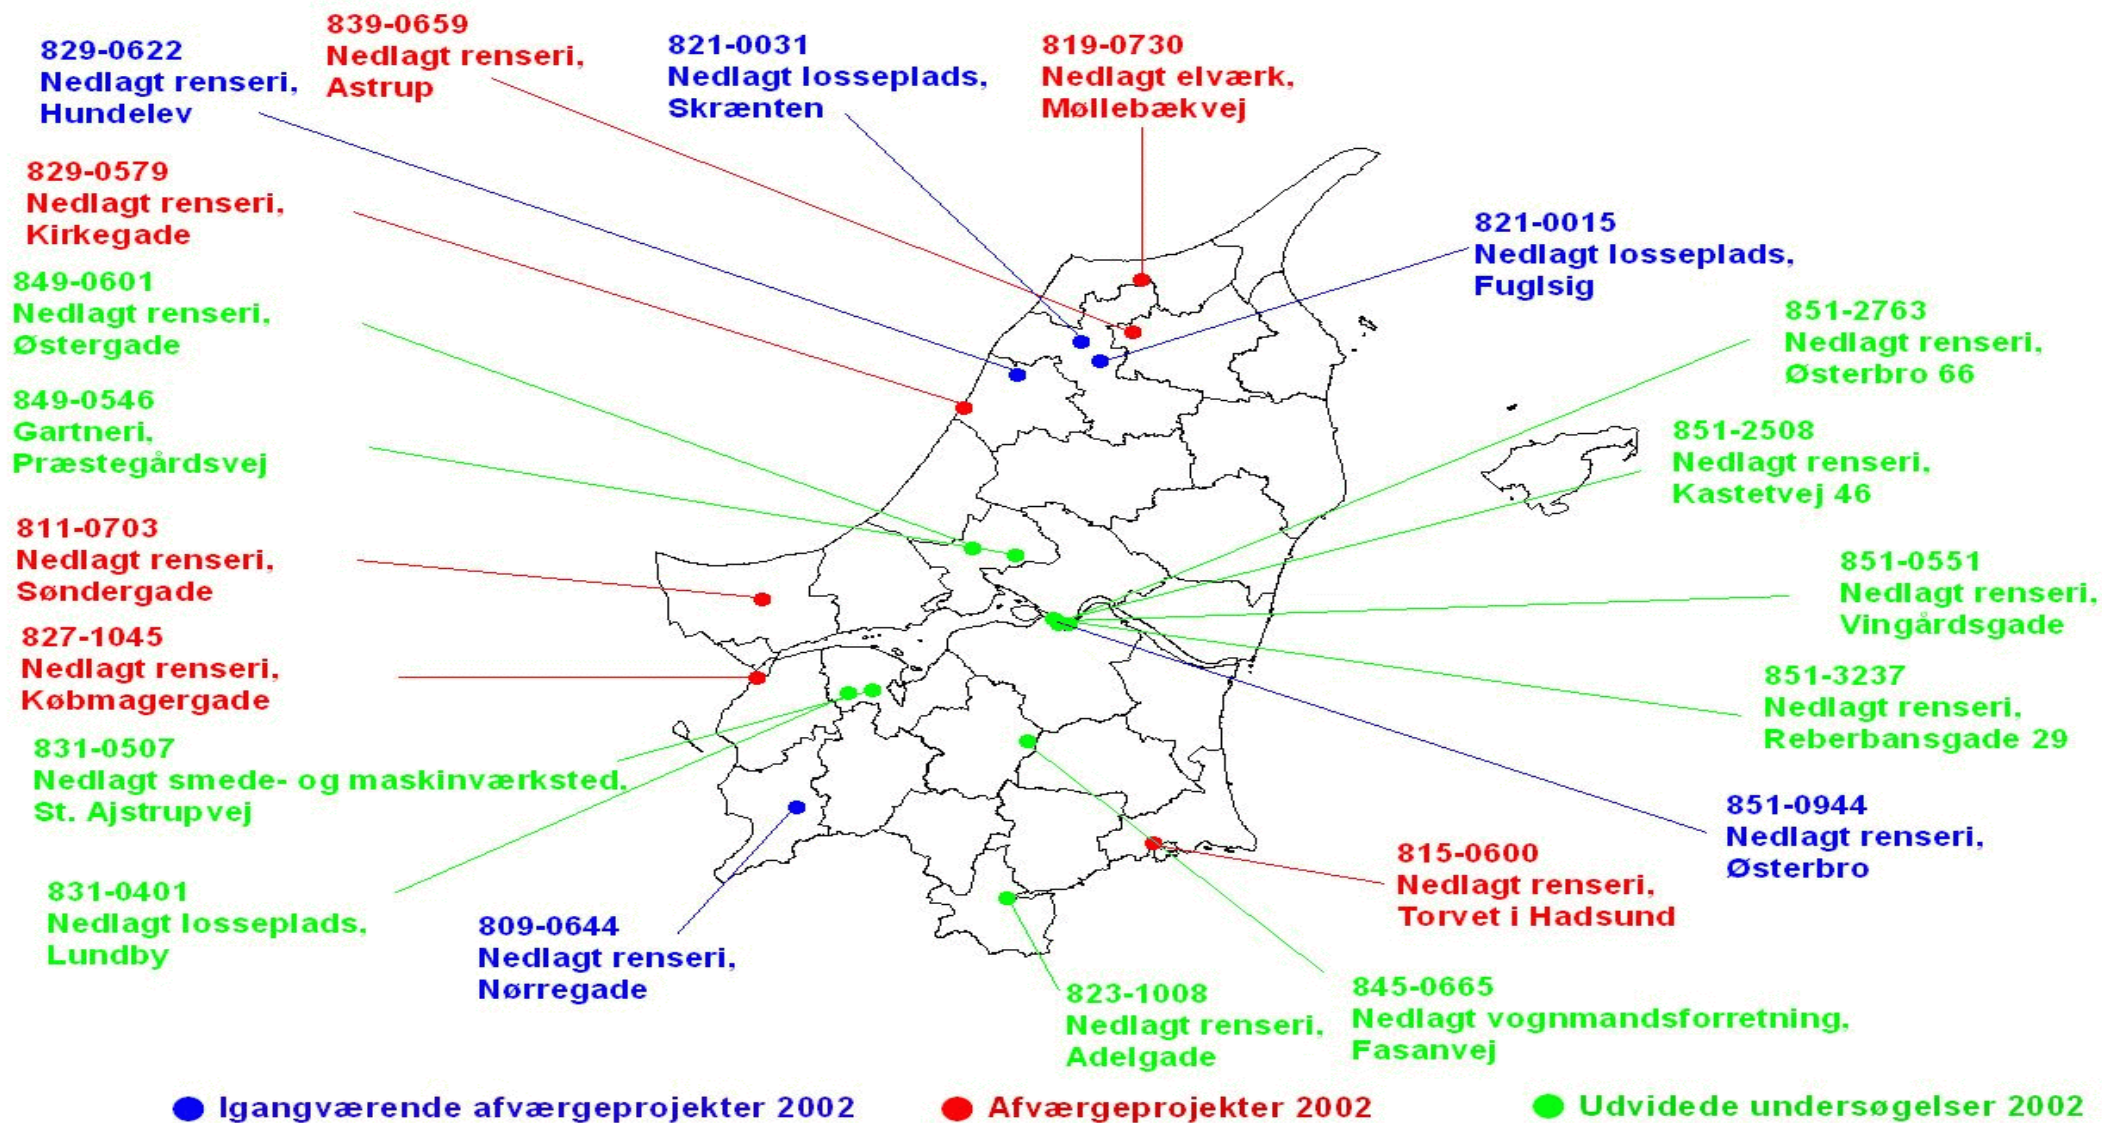 829-0622
Nedlagt renseri,
Hundelev
839-0659
Nedlagt renseri,
Astrup
821-0031
Nedlagt losseplads,
Skrænten
819-0730
Nedlagt elværk,
Møllebækvej
829-0579
Nedlagt renseri,
Kirkegade
821-0015
Nedlagt losseplads,
Fuglsig
849-0601
Nedlagt renseri,
Østergade
851-2763
Nedlagt renseri,
Østerbro 66
849-0546
Gartneri,
Præstegårdsvej
851-2508
Nedlagt renseri,
Kastetvej 46
811-0703
Nedlagt renseri,
Søndergade
851-0551
Nedlagt renseri,
Vingårdsgade
827-1045
Nedlagt renseri,
Købmagergade
851-3237
Nedlagt renseri,
Reberbansgade 29
831-0507
Nedlagt smede- og maskinværksted,
St. Ajstrupvej
851-0944
Nedlagt renseri,
Østerbro
815-0600
Nedlagt renseri,
Torvet i Hadsund
831-0401
Nedlagt losseplads,
Lundby
809-0644
Nedlagt renseri,
Nørregade
823-1008
Nedlagt renseri,
Adelgade
845-0665
Nedlagt vognmandsforretning,
Fasanvej
Igangværende afværgeprojekter 2002
Afværgeprojekter 2002
Udvidede undersøgelser 2002